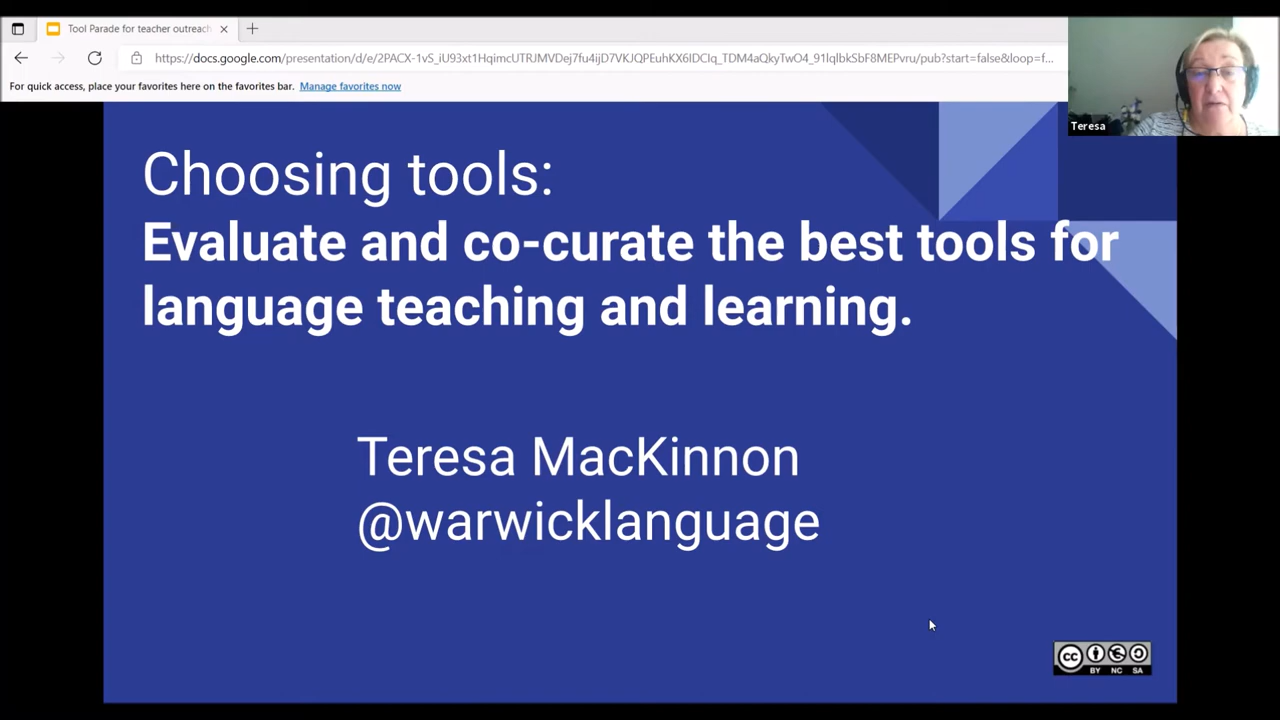 Tool Parade for teacher outreach
https://docs.google.com/presentation/d/e/2PACX-1vS_iU93xt1HqimcUTRJMVDej7fu4ijD7VKJQPEuhKX6IDCIq_TDM4aQkyTwO4_91IqlbkSbF8MEPvru/pub?start=false&loop=f...
For quick access, place your favorites here on the favorites bar. Manage favorites now
Teresa
Choosing tools:
Evaluate and co-curate the best tools for
language teaching and learning.
Teresa MacKinnon
@warwicklanguage
CC
BY NC SA